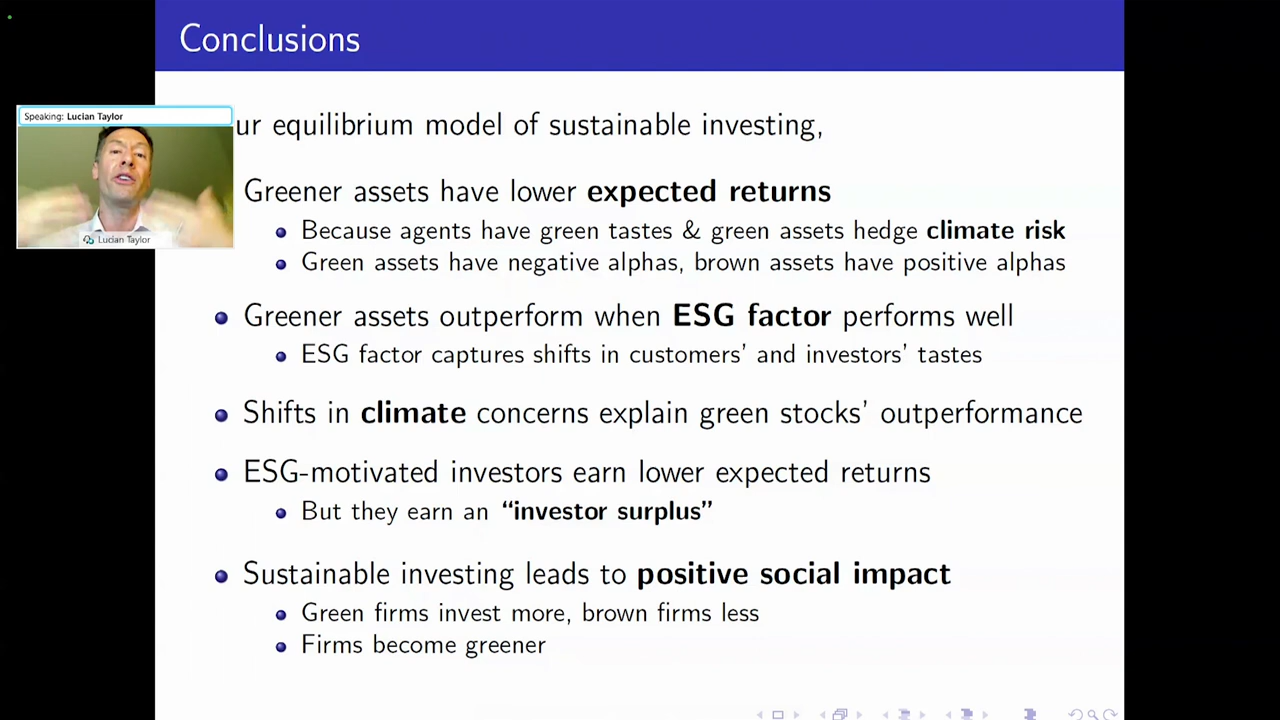 Conclusions
Speaking: Lucian Taylor
Lucian Taylor
equilibrium model of sustainable investing,
Greener assets have lower expected returns
Because agents have green tastes & green assets hedge climate risk
Green assets have negative alphas, brown assets have positive alphas
Greener assets outperform when ESG factor performs well
ESG factor captures shifts in customers' and investors' tastes
Shifts in climate concerns explain green stocks' outperformance
ESG-motivated investors earn lower expected returns
But they earn an “investor surplus”
Sustainable investing leads to positive social impact
Green firms invest more, brown firms less
Firms become greener